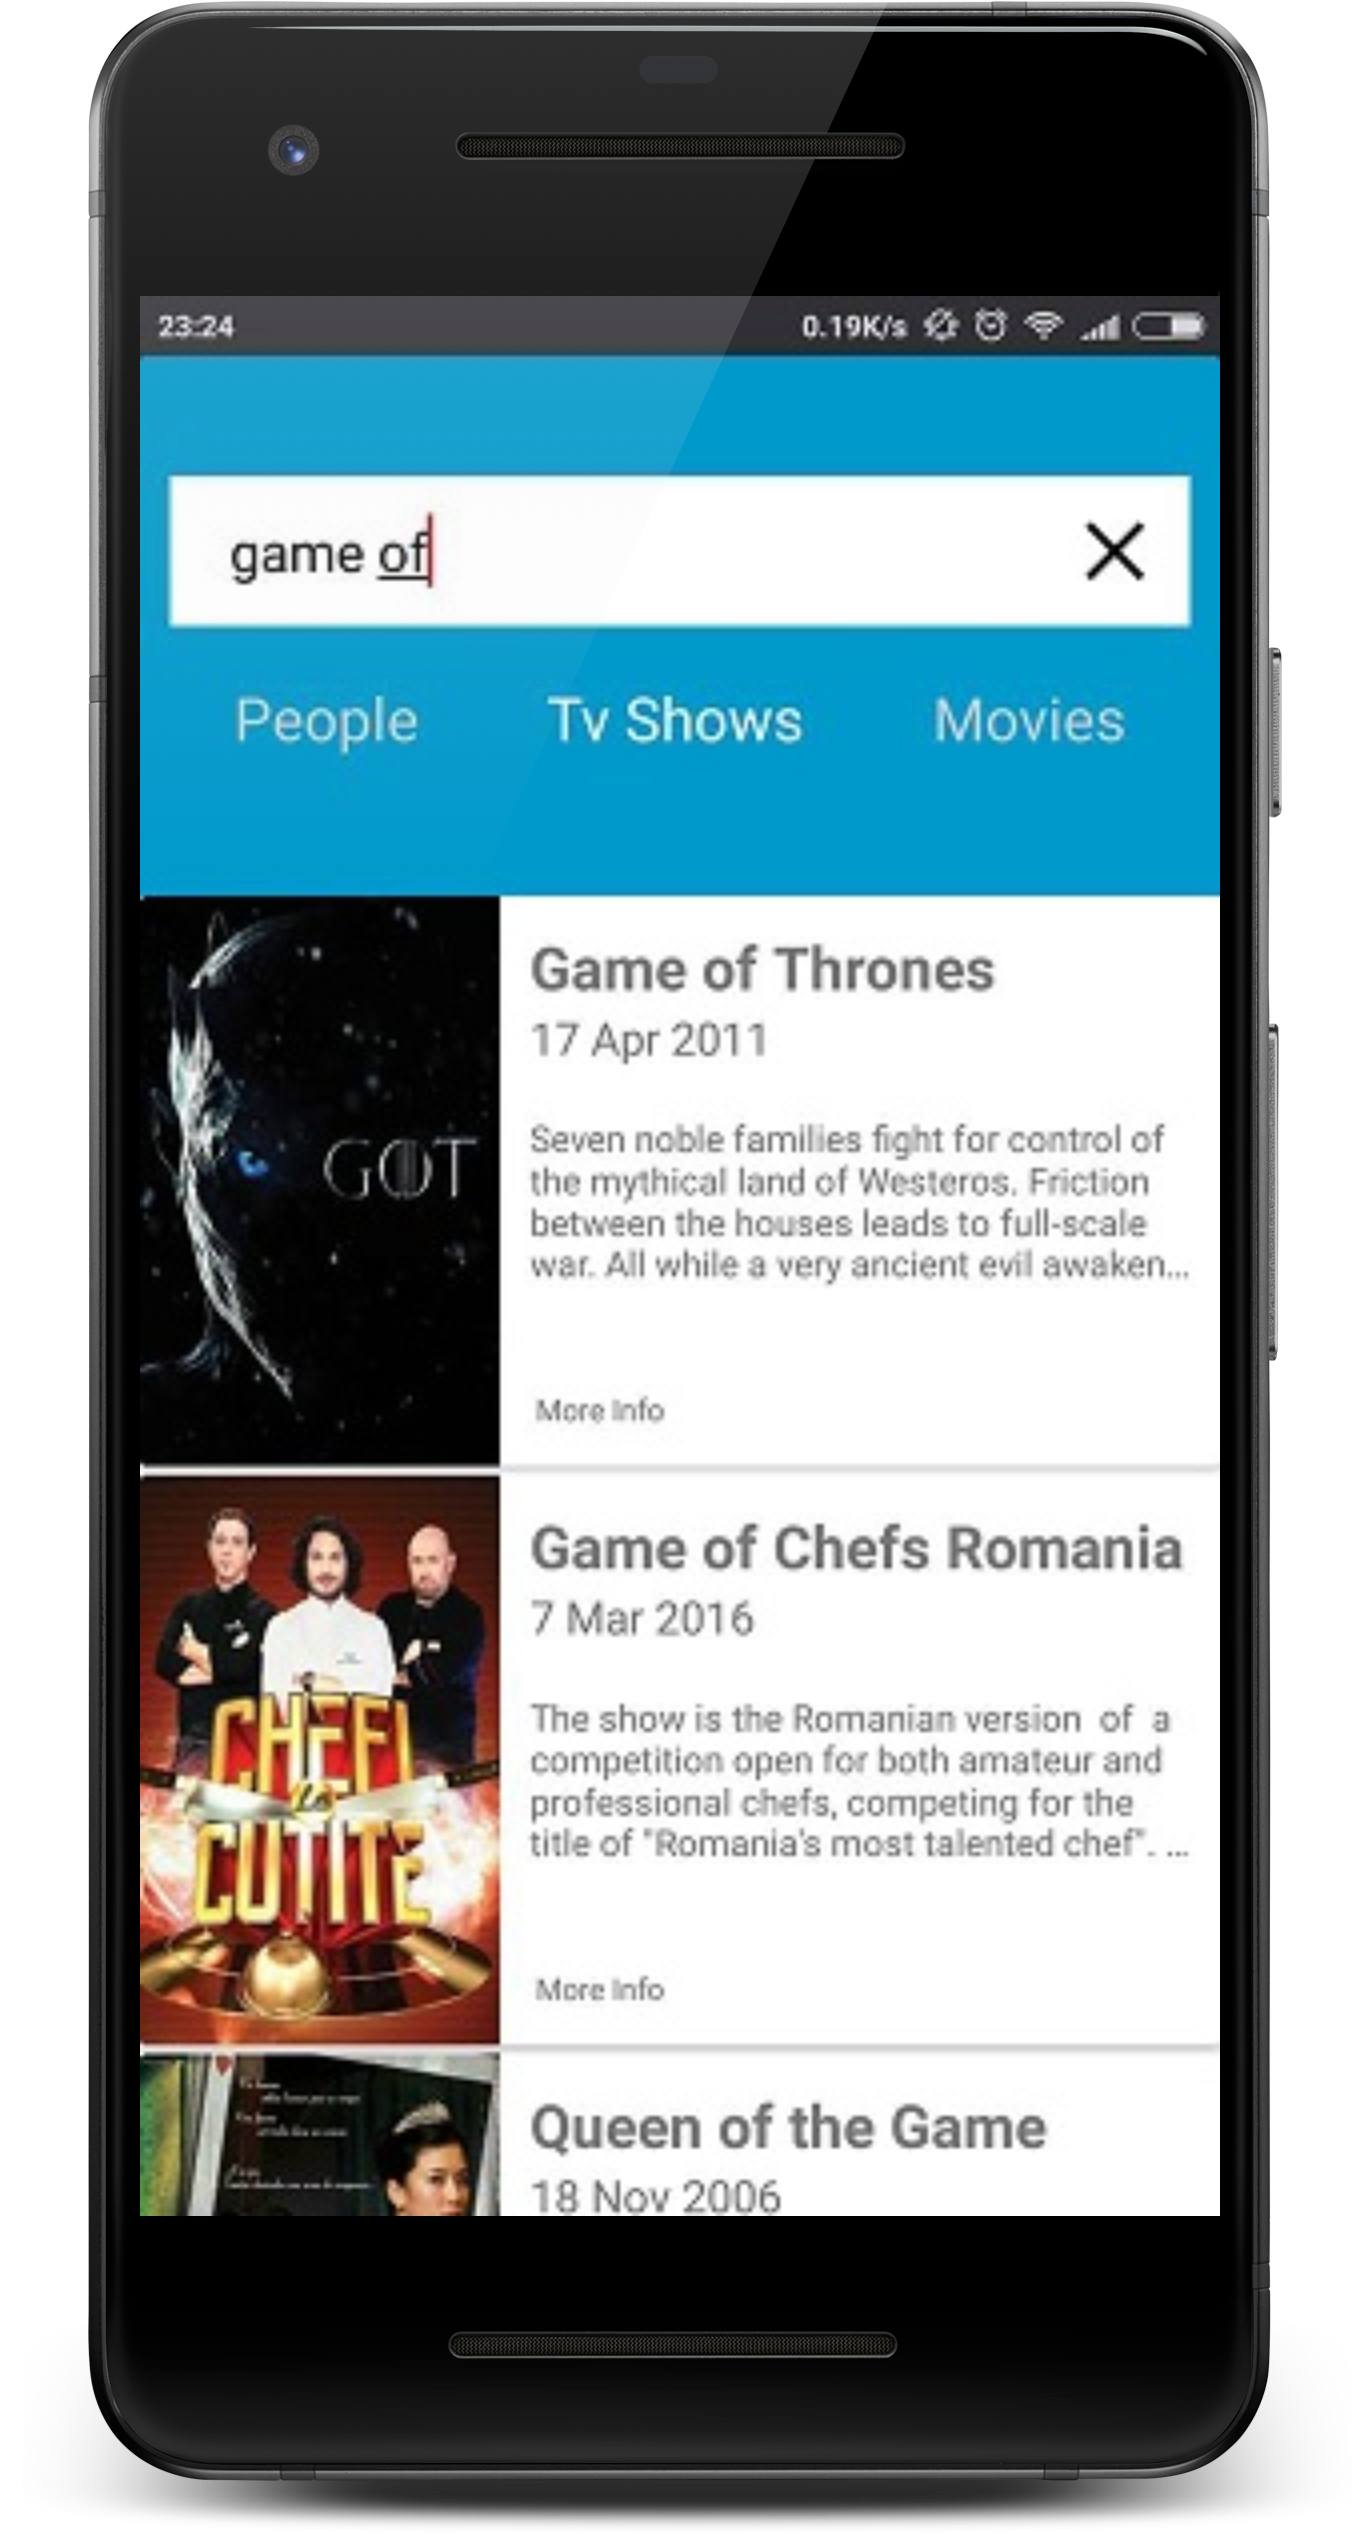 23:24 0.19K/s
game of
People Tv Shows Movies
Game of Thrones
17 Apr 2011
Seven noble families fight for control of
the mythical land of Westeros. Friction
between the houses leads to full-scale
war. All while a very ancient evil awaken...
GOT
More Info
Game of Chefs Romania
7 Mar 2016
The show is the Romanian version of a
competition open for both amateur and
professional chefs, competing for the
title of "Romania's most talented chef". ...
CHEFI
la
CUTITE
More Info
Queen of the Game
18 Nov 2006